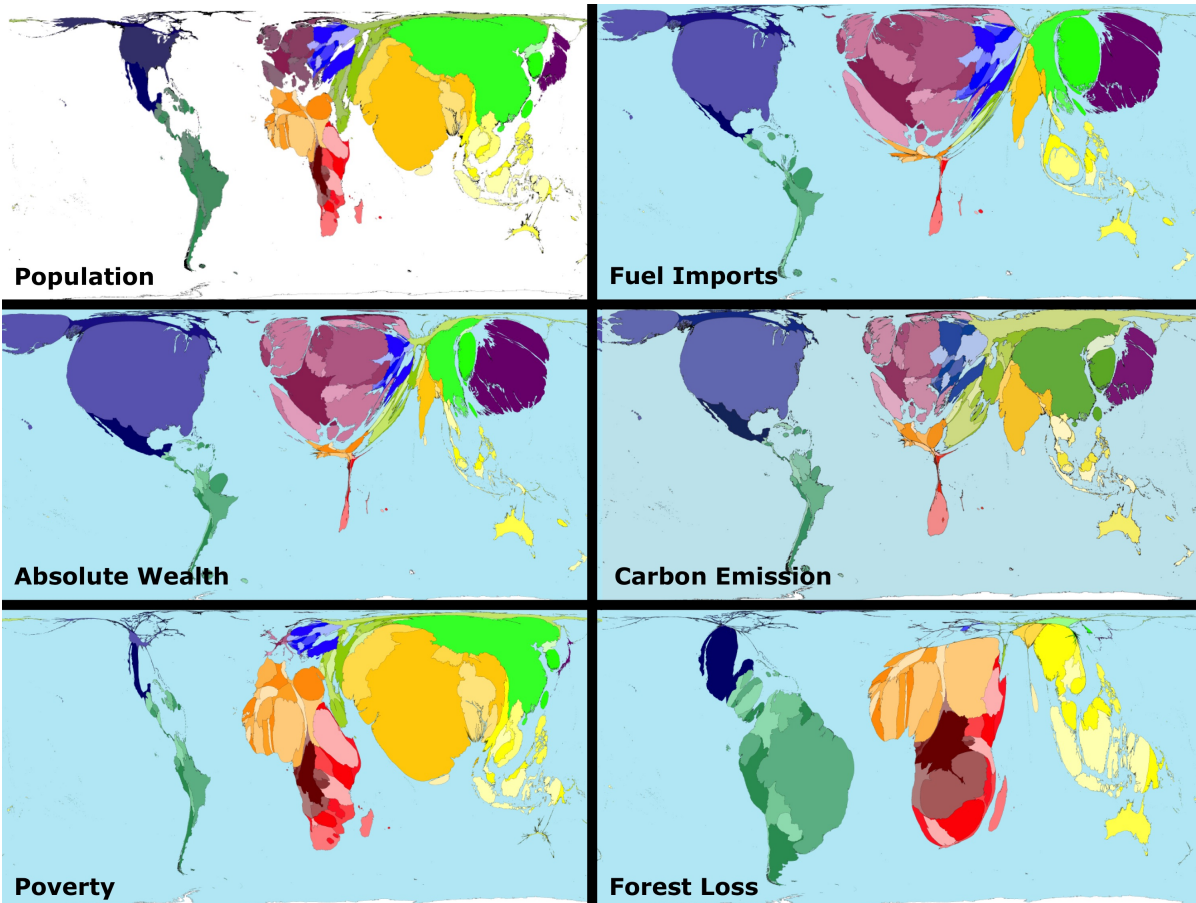 Population
Fuel Imports
Absolute Wealth
Carbon Emission
Poverty
Forest Loss